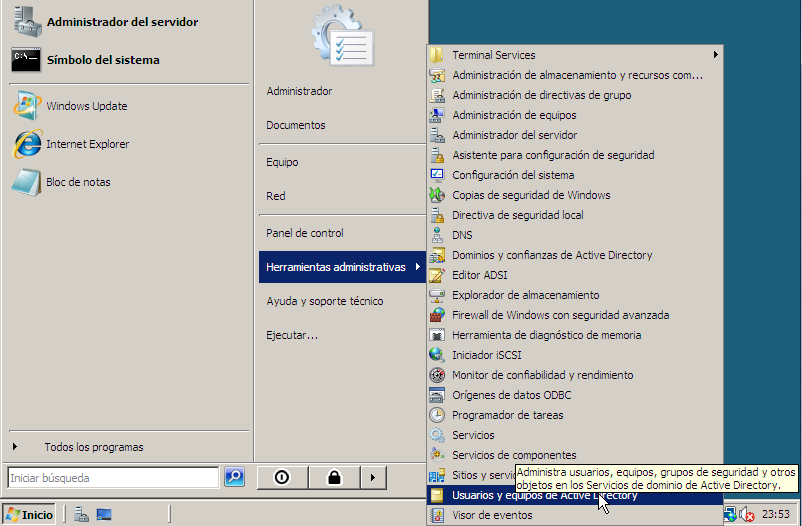 Administrador del servidor
Símbolo del sistema
Windows Update
Internet Explorer
Bloc de notas
Todos los programas
Iniciar búsqueda
Administrador
Documentos
Equipo
Red
Panel de control
Herramientas administrativas
Ayuda y soporte técnico
Ejecutar...
Terminal Services
Administración de almacenamiento y recursos com...
Administración de directivas de grupo
Administración de equipos
Administrador del servidor
Asistente para configuración de seguridad
Configuración del sistema
Copias de seguridad de Windows
Directiva de seguridad local
DNS
Dominios y confianzas de Active Directory
Editor ADSI
Explorador de almacenamiento
Firewall de Windows con seguridad avanzada
Herramienta de diagnóstico de memoria
Iniciador iSCSI
Monitor de confiabilidad y rendimiento
Orígenes de datos ODBC
Programador de tareas
Servicios
Servicios de componentes
Sitios y servic
Administra usuarios, equipos, grupos de seguridad y otros
objetos en los Servicios de dominio de Active Directory.
Usuarios y equipos de Active Directory
Visor de eventos
Inicio
23:53